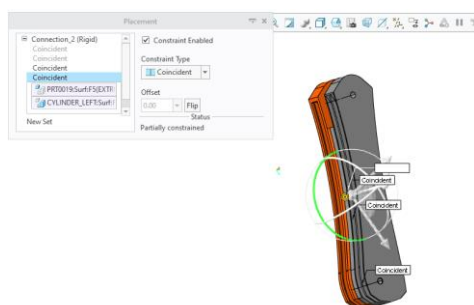 Placement
Connection_2 (Rigid)
Coincident
Coincident
Coincident
Coincident
PRT0019:Surf:F5(EXTR
CYLINDER_LEFT:Surf:
New Set
Constraint Enabled
Constraint Type
Coincident
Offset
0.00
Flip
Status
Partially constrained
Coincident
Coincident
Coincident